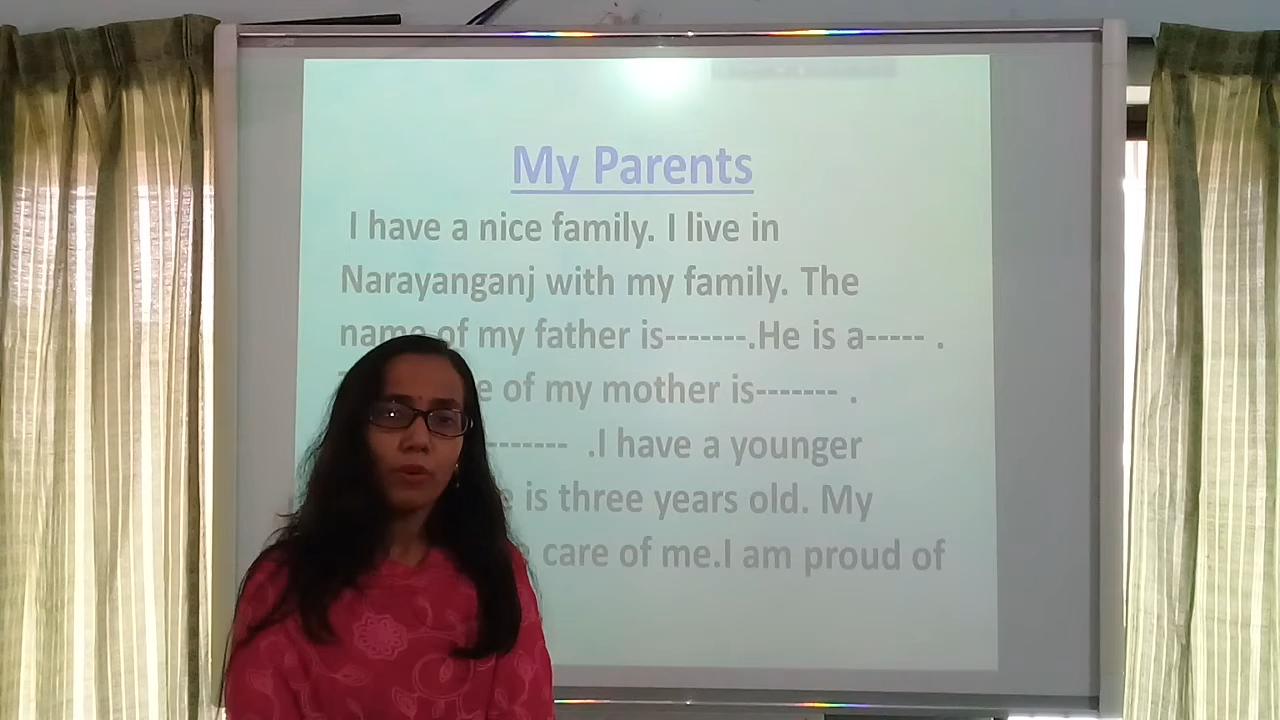 My Parents
I have a nice family. I live in
Narayanganj with my family. The
name of my father is-------.He is a----- .
of my mother is------- .
-------- .I have a younger
is three years old. My
care of me.I am proud of